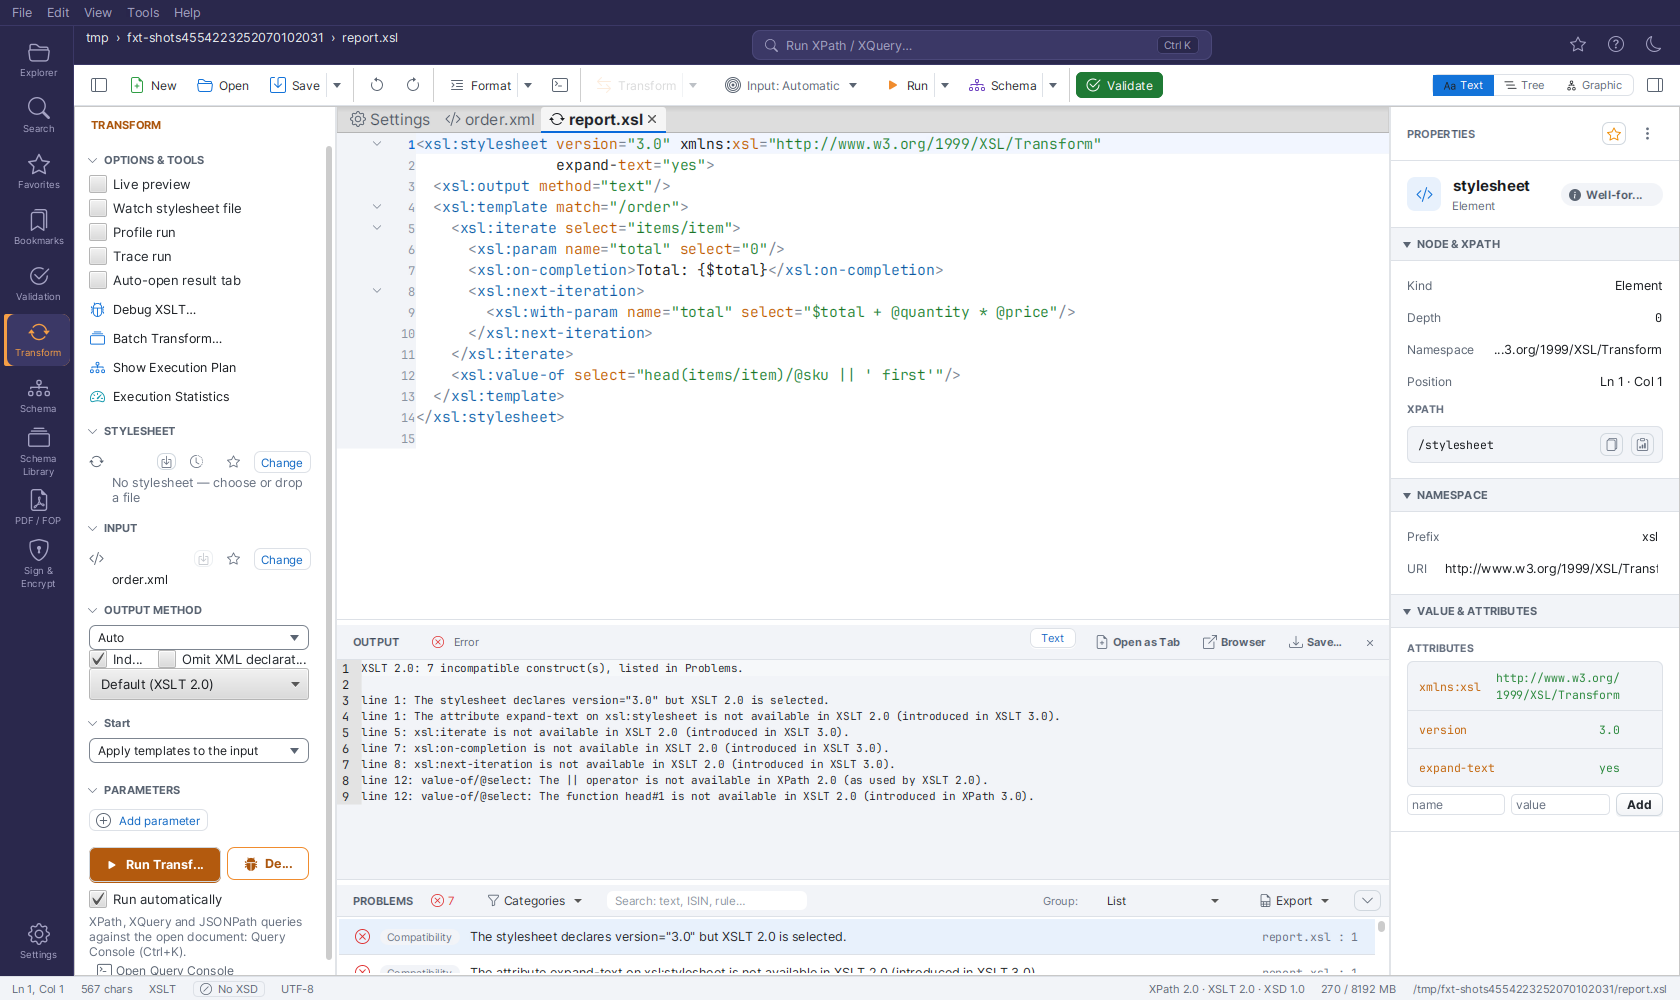 File Edit View Tools Help
tmp › fxt-shots4554223252070102031 › report.xsl
Run XPath / XQuery... Ctrl K
New Open Save Format Transform Input: Automatic Run Schema Validate Aa Text Tree Graphic
Explorer
Search
Favorites
Bookmarks
Validation
Transform
Schema
Schema
Library
PDF / FOP
Sign &
Encrypt
Settings
TRANSFORM
OPTIONS & TOOLS
Live preview
Watch stylesheet file
Profile run
Trace run
Auto-open result tab
Debug XSLT...
Batch Transform...
Show Execution Plan
Execution Statistics
STYLESHEET
Change
No stylesheet — choose or drop
a file
INPUT
Change
order.xml
OUTPUT METHOD
Auto
Ind... Omit XML declarat...
Default (XSLT 2.0)
Start
Apply templates to the input
PARAMETERS
Add parameter
Run Transf... De...
Run automatically
XPath, XQuery and JSONPath queries
against the open document: Query
Console (Ctrl+K).
Open Query Console
Settings order.xml report.xsl ×
1 <xsl:stylesheet version="3.0" xmlns:xsl="http://www.w3.org/1999/XSL/Transform"
2 expand-text="yes">
3 <xsl:output method="text"/>
4 <xsl:template match="/order">
5 <xsl:iterate select="items/item">
6 <xsl:param name="total" select="0"/>
7 <xsl:on-completion>Total: {$total}</xsl:on-completion>
8 <xsl:next-iteration>
9 <xsl:with-param name="total" select="$total + @quantity * @price"/>
10 </xsl:next-iteration>
11 </xsl:iterate>
12 <xsl:value-of select="head(items/item)/@sku || ' first'"/>
13 </xsl:template>
14 </xsl:stylesheet>
15
OUTPUT Error Text Open as Tab Browser Save... ×
1 XSLT 2.0: 7 incompatible construct(s), listed in Problems.
2
3 line 1: The stylesheet declares version="3.0" but XSLT 2.0 is selected.
4 line 1: The attribute expand-text on xsl:stylesheet is not available in XSLT 2.0 (introduced in XSLT 3.0).
5 line 5: xsl:iterate is not available in XSLT 2.0 (introduced in XSLT 3.0).
6 line 7: xsl:on-completion is not available in XSLT 2.0 (introduced in XSLT 3.0).
7 line 8: xsl:next-iteration is not available in XSLT 2.0 (introduced in XSLT 3.0).
8 line 12: value-of/@select: The || operator is not available in XPath 2.0 (as used by XSLT 2.0).
9 line 12: value-of/@select: The function head#1 is not available in XSLT 2.0 (introduced in XPath 3.0).
PROBLEMS 7 Categories Search: text, ISIN, rule... Group: List Export
Compatibility The stylesheet declares version="3.0" but XSLT 2.0 is selected. report.xsl : 1
Compatibility The attribute expand-text on xsl:stylesheet is not available in XSLT 2.0 (introduced in XSLT 3.0). report.xsl : 1
PROPERTIES
stylesheet
Element
Well-for...
NODE & XPATH
Kind Element
Depth 0
Namespace ...3.org/1999/XSL/Transform
Position Ln 1 · Col 1
XPATH
/stylesheet
NAMESPACE
Prefix xsl
URI http://www.w3.org/1999/XSL/Transf
VALUE & ATTRIBUTES
ATTRIBUTES
xmlns:xsl http://www.w3.org/
1999/XSL/Transform
version 3.0
expand-text yes
name value Add
Ln 1, Col 1 567 chars XSLT No XSD UTF-8 XPath 2.0 · XSLT 2.0 · XSD 1.0 270 / 8192 MB /tmp/fxt-shots4554223252070102031/report.xsl